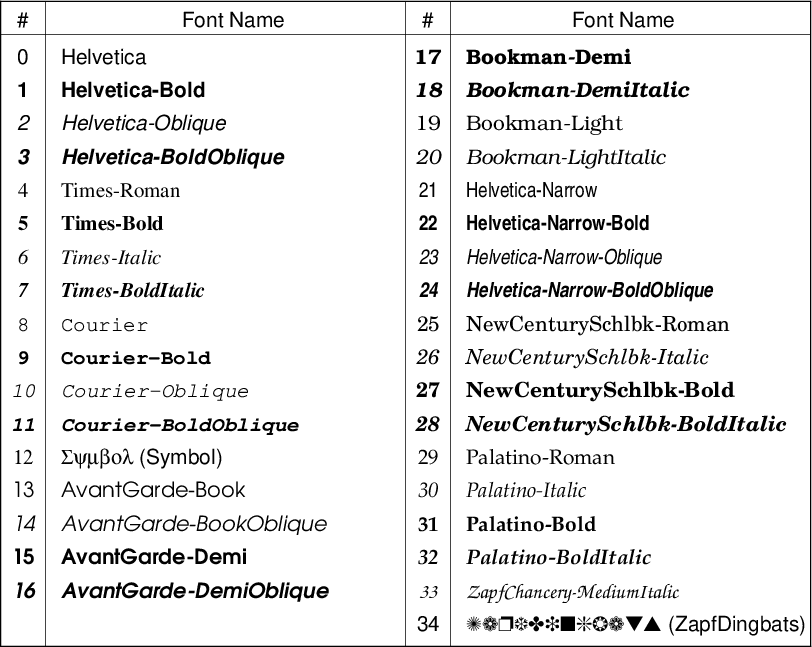 # Font Name # Font Name
0 Helvetica 17 Bookman-Demi
1 Helvetica-Bold 18 Bookman-DemiItalic
2 Helvetica-Oblique 19 Bookman-Light
3 Helvetica-BoldOblique 20 Bookman-LightItalic
4 Times-Roman 21 Helvetica-Narrow
5 Times-Bold 22 Helvetica-Narrow-Bold
6 Times-Italic 23 Helvetica-Narrow-Oblique
7 Times-BoldItalic 24 Helvetica-Narrow-BoldOblique
8 Courier 25 NewCenturySchlbk-Roman
9 Courier-Bold 26 NewCenturySchlbk-Italic
10 Courier-Oblique 27 NewCenturySchlbk-Bold
11 Courier-BoldOblique 28 NewCenturySchlbk-BoldItalic
12 Σψμβολ (Symbol) 29 Palatino-Roman
13 AvantGarde-Book 30 Palatino-Italic
14 AvantGarde-BookOblique 31 Palatino-Bold
15 AvantGarde-Demi 32 Palatino-BoldItalic
16 AvantGarde-DemiOblique 33 ZapfChancery-MediumItalic
34 ✺❁❐❆✤❉■❇❂❁▼▲ (ZapfDingbats)